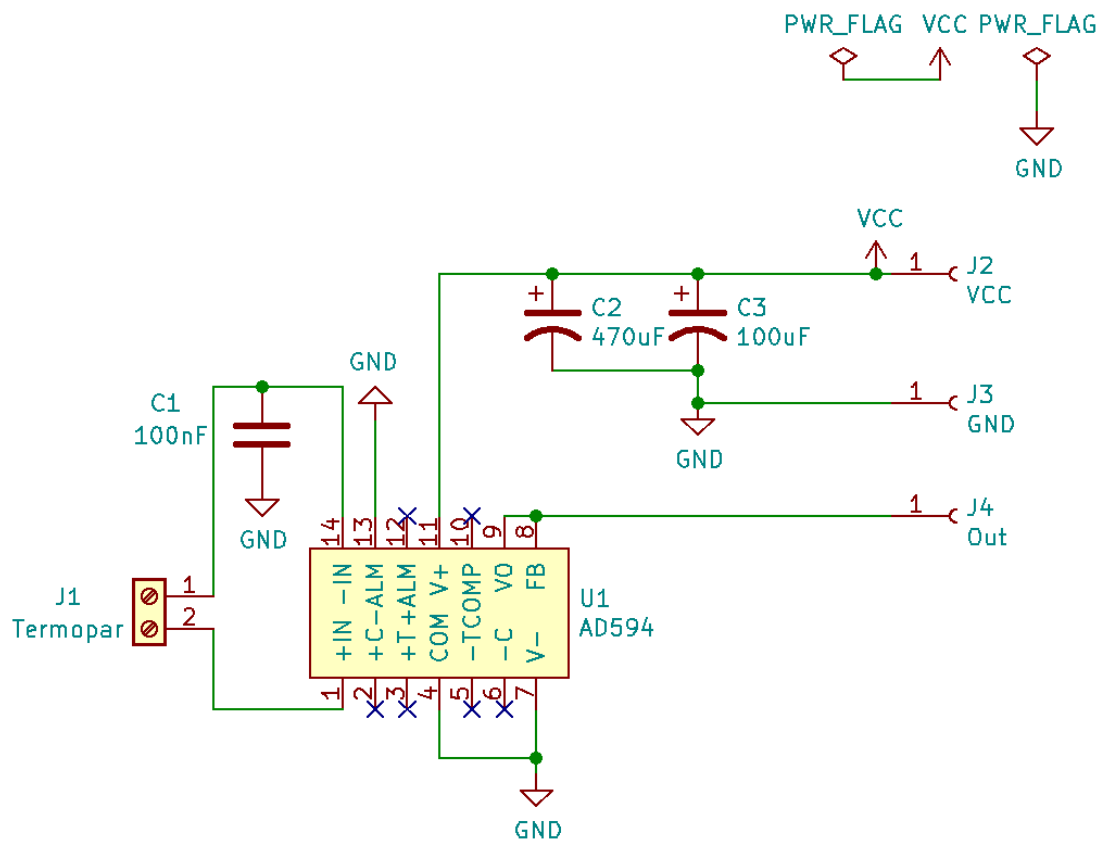 PWR_FLAG VCC PWR_FLAG
GND
VCC
1 J2
VCC
+ C2
470uF
+ C3
100uF
GND
1 J3
GND
GND
C1
100nF
GND
1 J4
Out
14 13 12 11 10 9 8
-IN -ALM +ALM V+ COMP VO FB
+IN +C +T COM -T -C V-
1 2 3 4 5 6 7
U1
AD594
J1
Termopar
1
2
GND